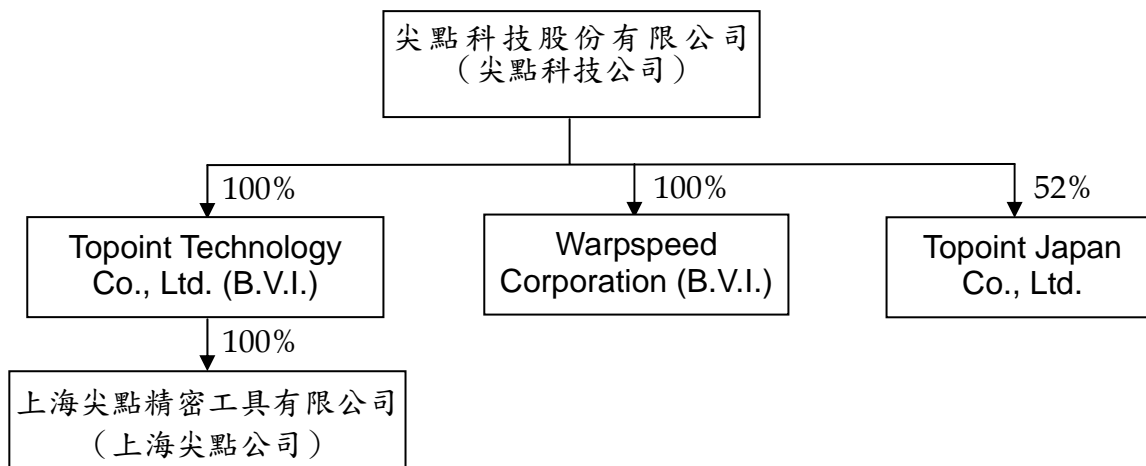 尖點科技股份有限公司
（尖點科技公司）
100%
100%
52%
Topoint Technology
Co., Ltd. (B.V.I.)
Warpspeed
Corporation (B.V.I.)
Topoint Japan
Co., Ltd.
100%
上海尖點精密工具有限公司
（上海尖點公司）